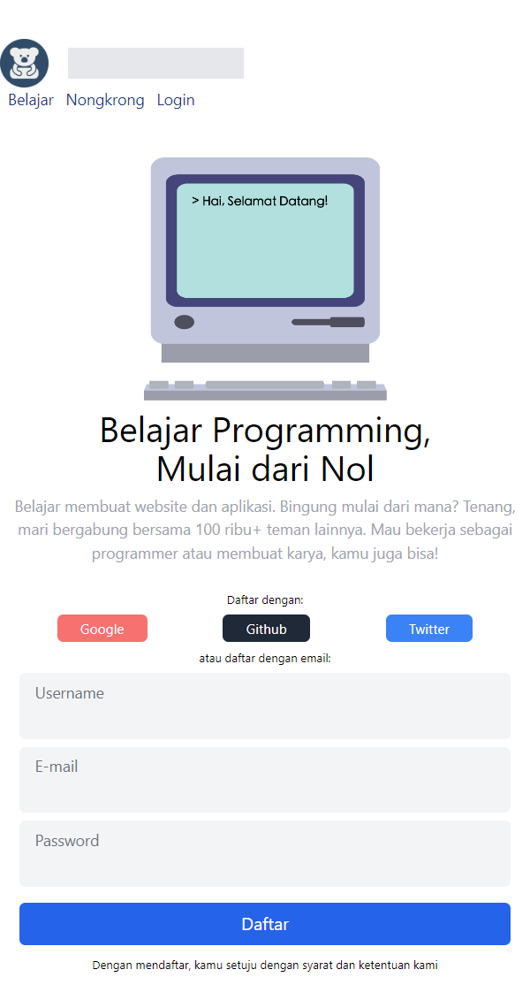 Belajar Nongkrong Login
> Hai, Selamat Datang!
Belajar Programming,
Mulai dari Nol
Belajar membuat website dan aplikasi. Bingung mulai dari mana? Tenang,
mari bergabung bersama 100 ribu+ teman lainnya. Mau bekerja sebagai
programmer atau membuat karya, kamu juga bisa!
Daftar dengan:
Google Github Twitter
atau daftar dengan email:
Username
E-mail
Password
Daftar
Dengan mendaftar, kamu setuju dengan syarat dan ketentuan kami